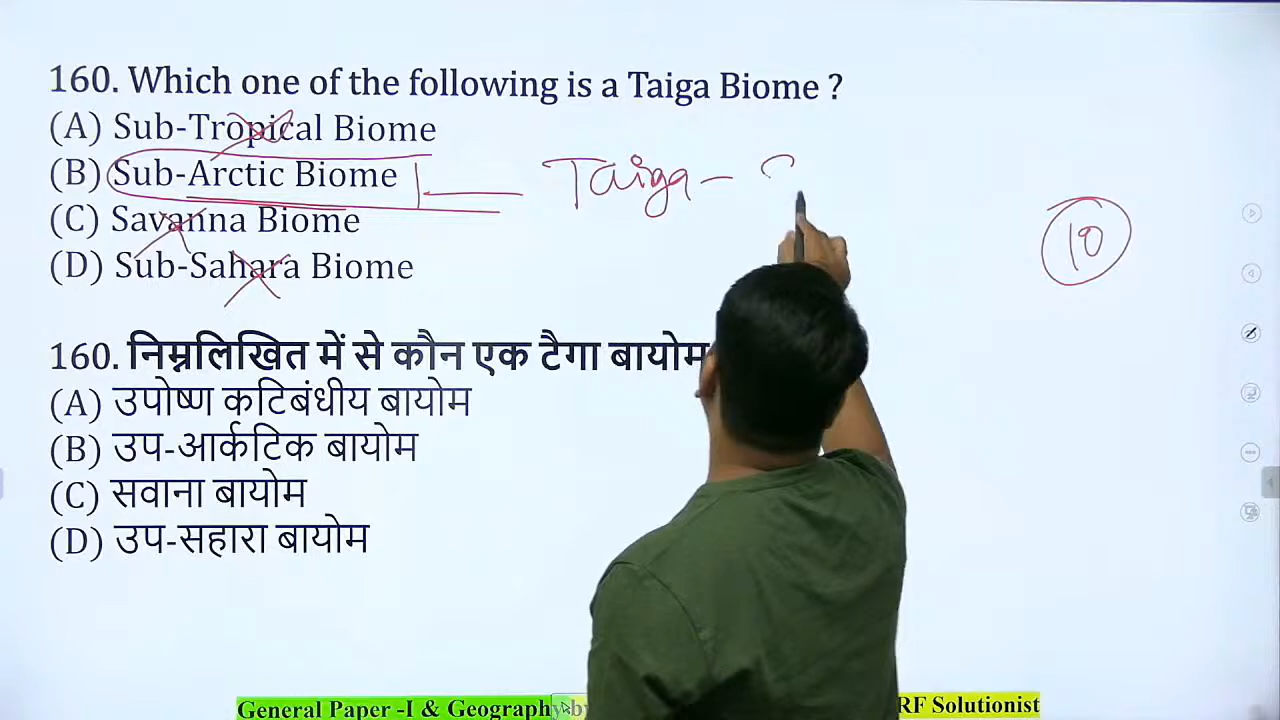 160. Which one of the following is a Taiga Biome ?
(A) Sub-Tropical Biome
(B) Sub-Arctic Biome
Taiga -
(C) Savanna Biome
10
(D) Sub-Sahara Biome
160. निम्नलिखित में से कौन एक टैगा बायोम
(A) उपोष्ण कटिबंधीय बायोम
(B) उप-आर्कटिक बायोम
(C) सवाना बायोम
(D) उप-सहारा बायोम
General Paper -I & Geography RF Solutionist